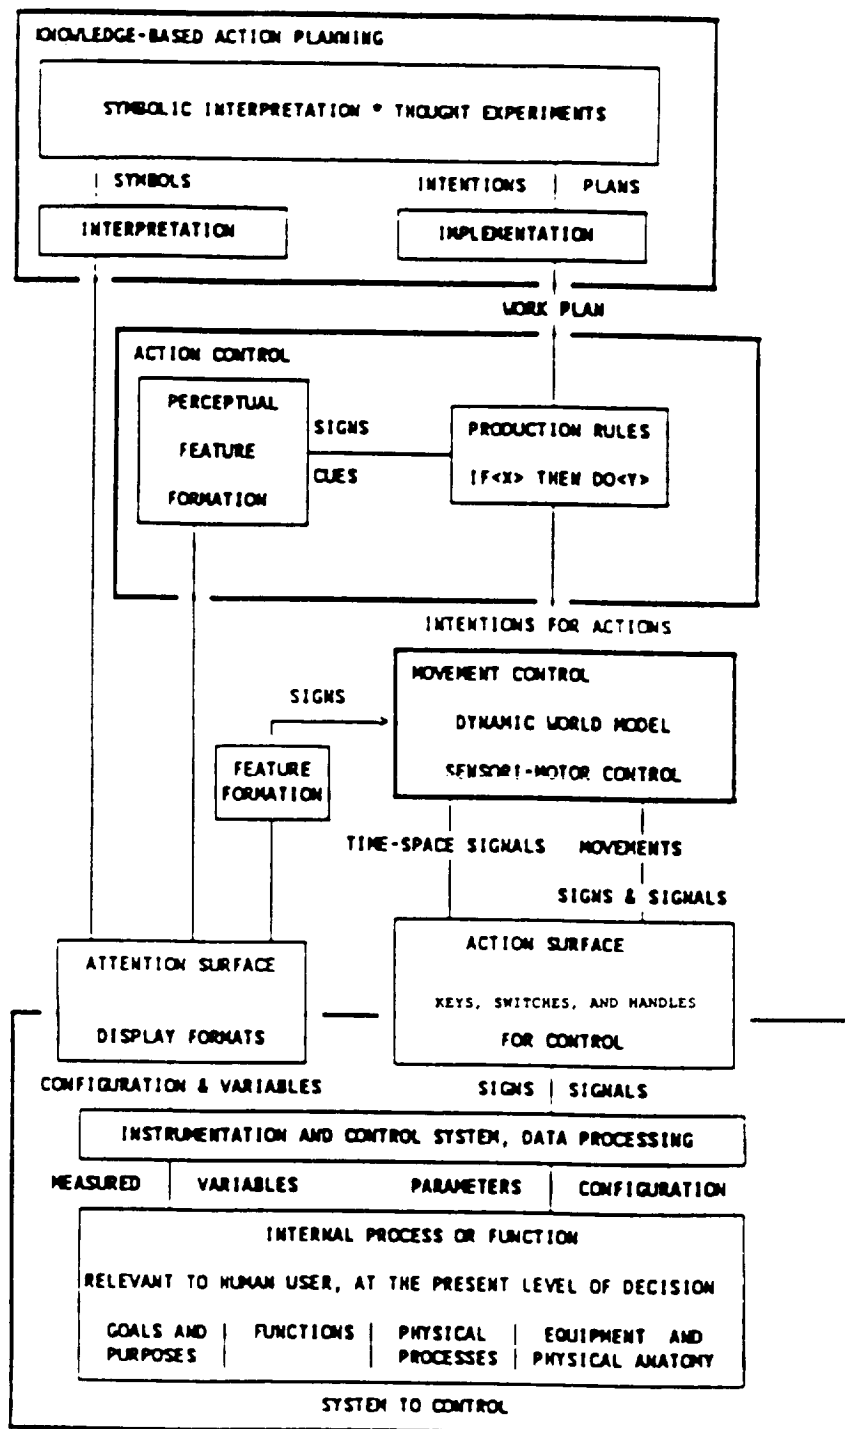 KNOWLEDGE-BASED ACTION PLANNING
SYMBOLIC INTERPRETATION * THOUGHT EXPERIMENTS
SYMBOLS
INTENTIONS PLANS
INTERPRETATION
IMPLEMENTATION
WORK PLAN
ACTION CONTROL
PERCEPTUAL
FEATURE
FORMATION
SIGNS
CUES
PRODUCTION RULES
IF<X> THEN DO<Y>
INTENTIONS FOR ACTIONS
MOVEMENT CONTROL
DYNAMIC WORLD MODEL
SENSORI-MOTOR CONTROL
SIGNS
FEATURE
FORMATION
TIME-SPACE SIGNALS MOVEMENTS
SIGNS & SIGNALS
ATTENTION SURFACE
DISPLAY FORMATS
ACTION SURFACE
KEYS, SWITCHES, AND HANDLES
FOR CONTROL
CONFIGURATION & VARIABLES
SIGNS SIGNALS
INSTRUMENTATION AND CONTROL SYSTEM, DATA PROCESSING
MEASURED VARIABLES PARAMETERS CONFIGURATION
INTERNAL PROCESS OR FUNCTION
RELEVANT TO HUMAN USER, AT THE PRESENT LEVEL OF DECISION
GOALS AND
PURPOSES
FUNCTIONS
PHYSICAL
PROCESSES
EQUIPMENT AND
PHYSICAL ANATOMY
SYSTEM TO CONTROL